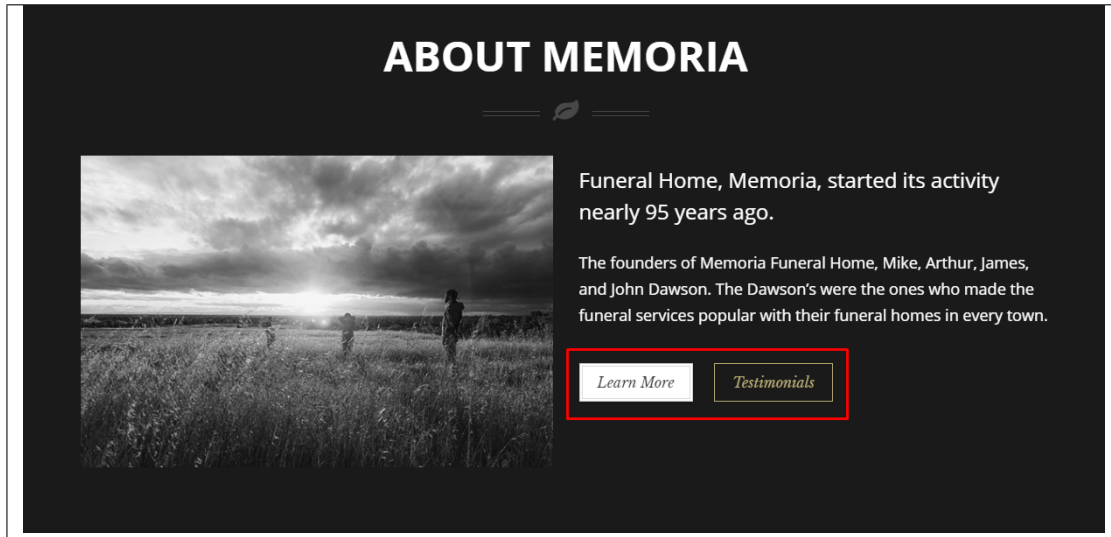 ABOUT MEMORIA
Funeral Home, Memoria, started its activity
nearly 95 years ago.
The founders of Memoria Funeral Home, Mike, Arthur, James,
and John Dawson. The Dawson's were the ones who made the
funeral services popular with their funeral homes in every town.
Learn More
Testimonials